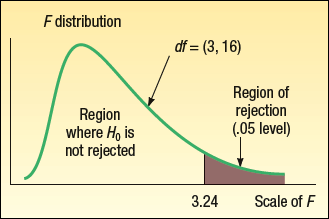 F distribution
df = (3, 16)
Region
where H₀ is
not rejected
Region of
rejection
(.05 level)
3.24
Scale of F